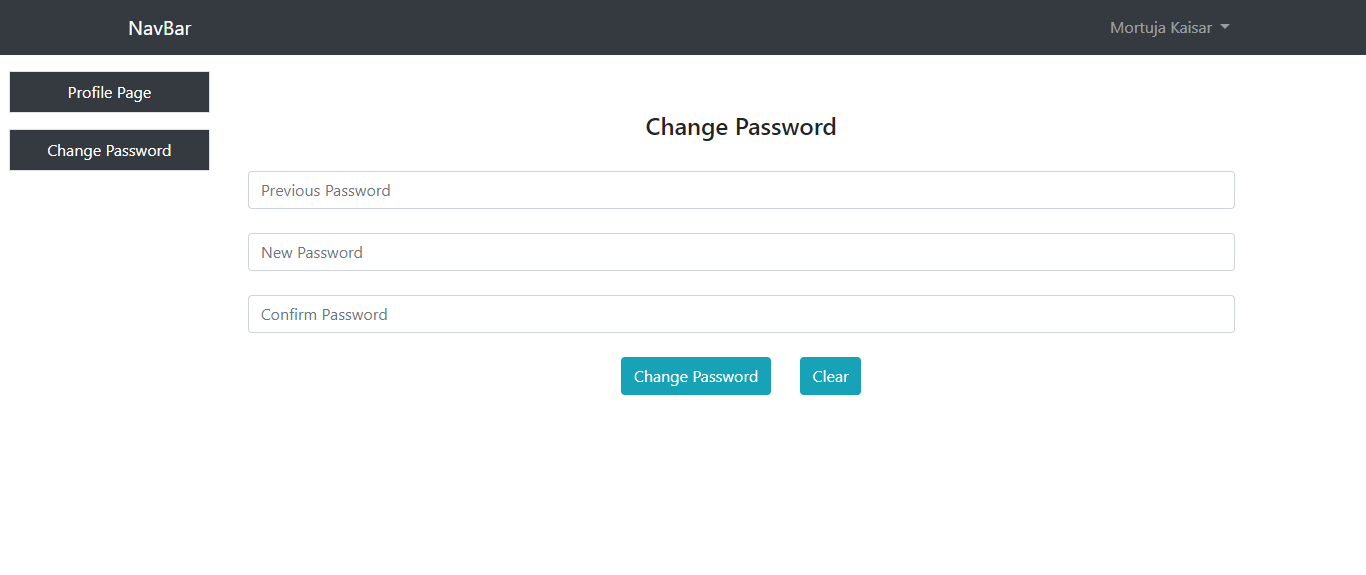 NavBar
Mortuja Kaisar
Profile Page
Change Password
Change Password
Previous Password
New Password
Confirm Password
Change Password
Clear